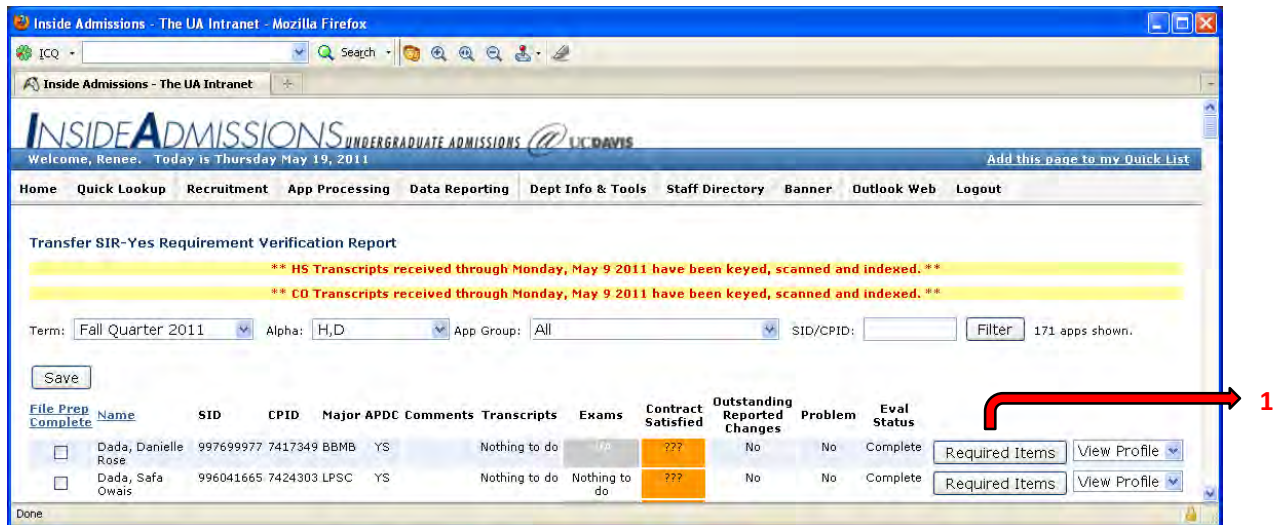 Inside Admissions - The UA Intranet - Mozilla Firefox
ICQ Search
Inside Admissions - The UA Intranet
INSIDEADMISSIONS UNDERGRADUATE ADMISSIONS UCDAVIS
Welcome, Renee. Today is Thursday May 19, 2011 Add this page to my Quick List
Home Quick Lookup Recruitment App Processing Data Reporting Dept Info & Tools Staff Directory Banner Outlook Web Logout
Transfer SIR-Yes Requirement Verification Report
** HS Transcripts received through Monday, May 9 2011 have been keyed, scanned and indexed. **
** CO Transcripts received through Monday, May 9 2011 have been keyed, scanned and indexed. **
Term: Fall Quarter 2011 Alpha: H,D App Group: All SID/CPID: Filter 171 apps shown.
Save
File Prep Complete Name SID CPID Major APDC Comments Transcripts Exams Contract Satisfied Outstanding Reported Changes Problem Eval Status
1
Dada, Danielle Rose 997699977 7417349 BBMB YS Nothing to do ??? No No Complete Required Items View Profile
Dada, Safa Owais 996041665 7424303 LPSC YS Nothing to do Nothing to do ??? No No Complete Required Items View Profile
Done